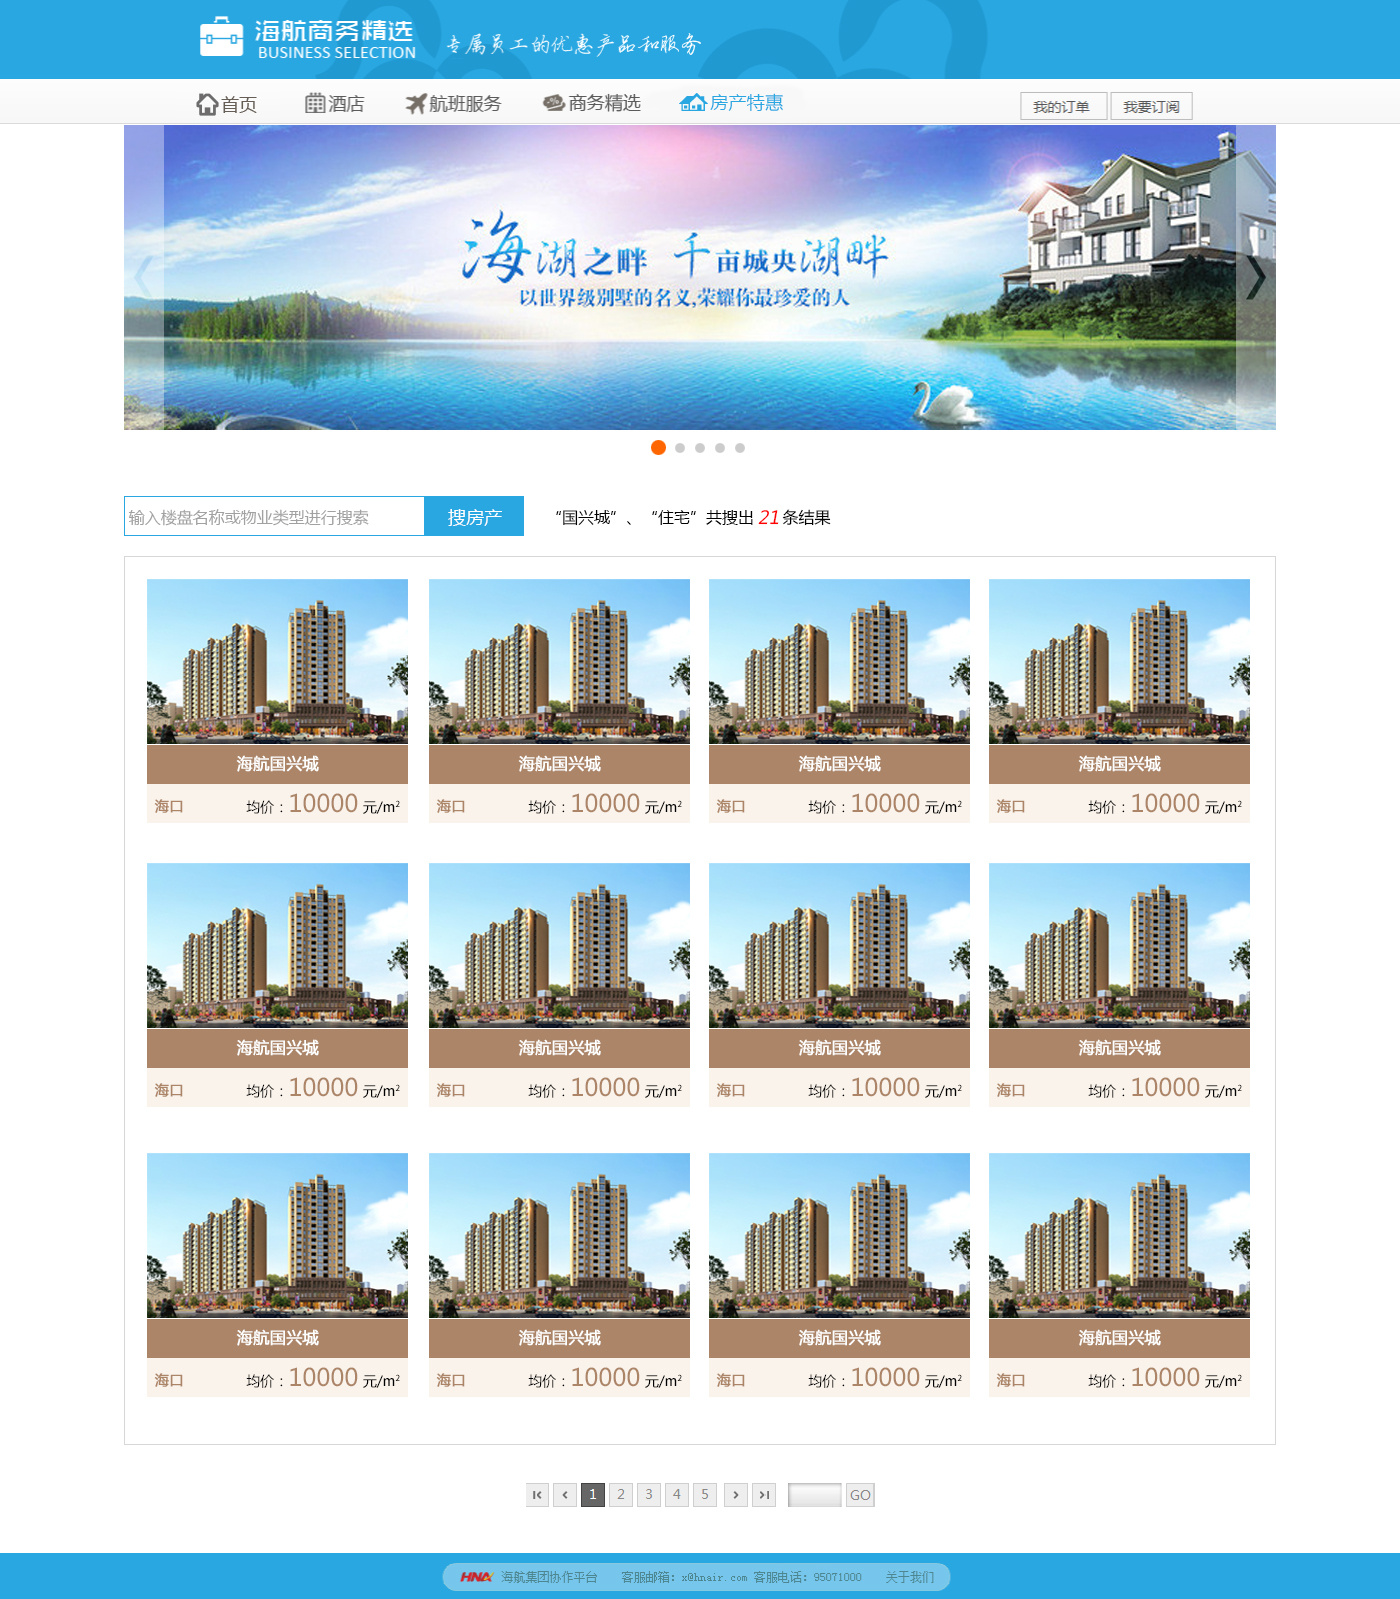 海航商务精选
BUSINESS SELECTION
专属员工的优惠产品和服务
首页 酒店 航班服务 商务精选 房产特惠 我的订单 我要订阅
海湖之畔 千亩城央湖畔
以世界级别墅的名义,荣耀你最珍爱的人
输入楼盘名称或物业类型进行搜索 搜房产 “国兴城”、“住宅”共搜出 21 条结果
海航国兴城 海航国兴城 海航国兴城 海航国兴城
海口 均价：10000 元/m² 海口 均价：10000 元/m² 海口 均价：10000 元/m² 海口 均价：10000 元/m²
海航国兴城 海航国兴城 海航国兴城 海航国兴城
海口 均价：10000 元/m² 海口 均价：10000 元/m² 海口 均价：10000 元/m² 海口 均价：10000 元/m²
海航国兴城 海航国兴城 海航国兴城 海航国兴城
海口 均价：10000 元/m² 海口 均价：10000 元/m² 海口 均价：10000 元/m² 海口 均价：10000 元/m²
1 2 3 4 5 GO
HNA 海航集团协作平台 客服邮箱：x@hnair.com 客服电话：95071000 关于我们